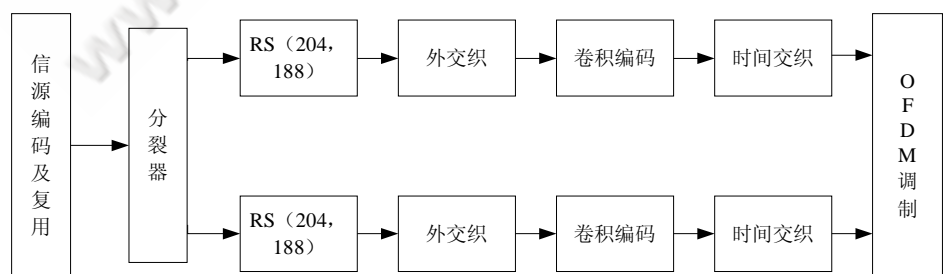 信源编码及复用
分裂器
RS（204，
188）
外交织
卷积编码
时间交织
RS（204，
188）
外交织
卷积编码
时间交织
OFDM调制